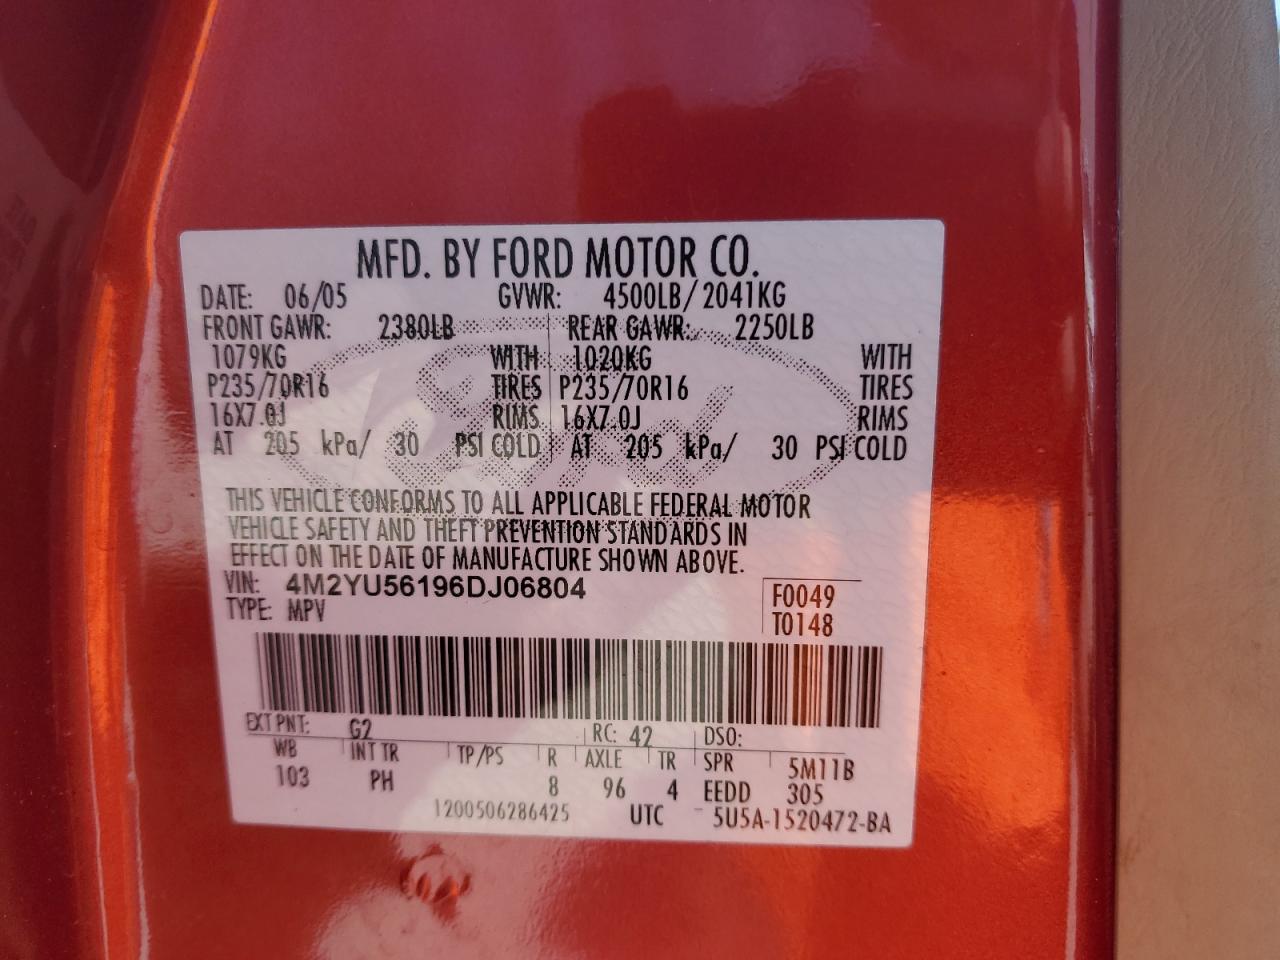 MFD. BY FORD MOTOR CO.
DATE: 06/05 GVWR: 4500LB/2041KG
FRONT GAWR: 2380LB REAR GAWR: 2250LB
1079KG WITH 1020KG WITH
P235/70R16 TIRES P235/70R16 TIRES
16X7.0J RIMS 16X7.0J RIMS
AT 205 kPa/ 30 PSI COLD AT 205 kPa/ 30 PSI COLD
Ford
THIS VEHICLE CONFORMS TO ALL APPLICABLE FEDERAL MOTOR
VEHICLE SAFETY AND THEFT PREVENTION STANDARDS IN
EFFECT ON THE DATE OF MANUFACTURE SHOWN ABOVE.
VIN: 4M2YU56196DJ06804 F0049
TYPE: MPV T0148
EXT PNT: G2 RC: 42 DSO:
WB INT TR TP/PS R AXLE TR SPR 5M11B
103 PH 8 96 4 EEDD 305
1200506286425 UTC 5U5A-1520472-BA